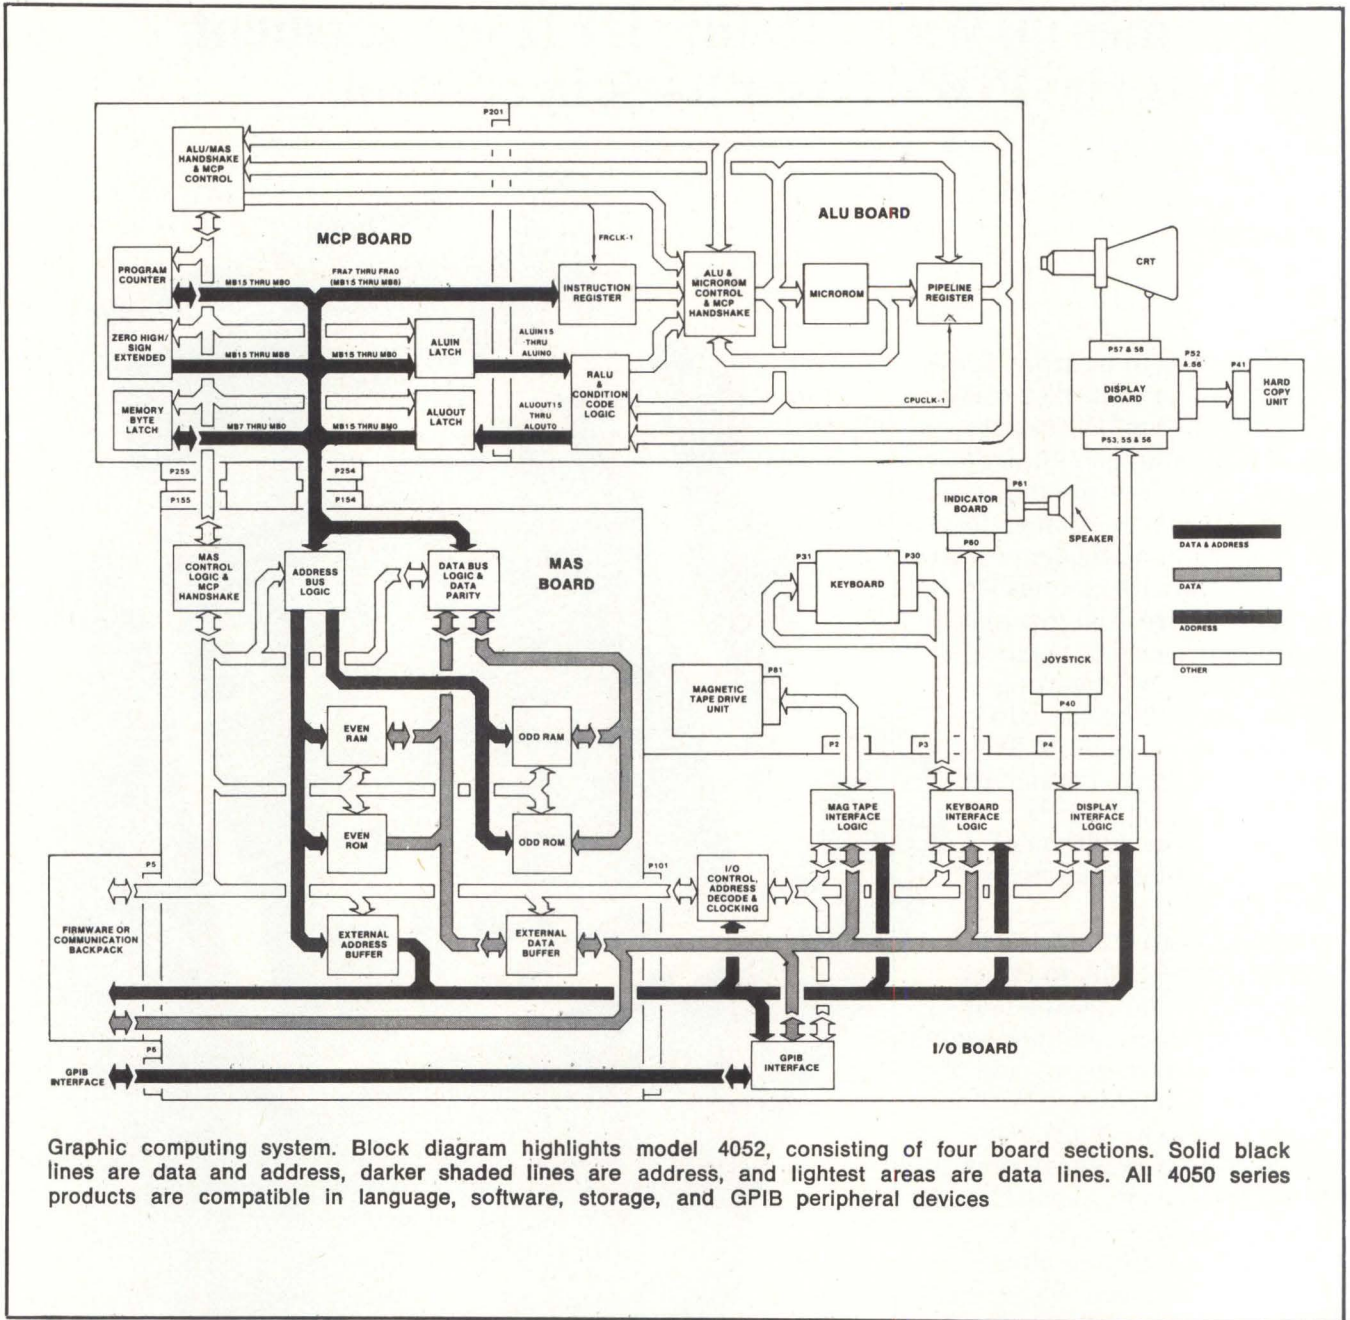 P201
ALU/MAS
HANDSHAKE
& MCP
CONTROL
MCP BOARD
ALU BOARD
FRCLK-1
PROGRAM
COUNTER
MB15 THRU MB0
FRA7 THRU FRA0
(MB15 THRU MB8)
INSTRUCTION
REGISTER
ALU &
MICROROM
CONTROL
& MCP
HANDSHAKE
MICROROM
PIPELINE
REGISTER
CRT
ZERO HIGH/
SIGN
EXTENDED
MB15 THRU MB8
MB15 THRU MB0
ALUIN
LATCH
ALUIN15
THRU
ALUIN0
RALU
&
CONDITION
CODE
LOGIC
MEMORY
BYTE
LATCH
MB7 THRU MB0
MB15 THRU BM0
ALUOUT
LATCH
ALUOUT15
THRU
ALOUT0
CPUCLK-1
P57 & 58
P52
& 56
P41
DISPLAY
BOARD
HARD
COPY
UNIT
P53, 55 & 56
P255
P155
P254
P154
INDICATOR
BOARD
P61
P60
SPEAKER
MAS
CONTROL
LOGIC &
MCP
HANDSHAKE
ADDRESS
BUS
LOGIC
DATA BUS
LOGIC &
DATA
PARITY
MAS
BOARD
P31
KEYBOARD
P30
DATA & ADDRESS
DATA
ADDRESS
OTHER
MAGNETIC
TAPE DRIVE
UNIT
P81
JOYSTICK
P40
EVEN
RAM
ODD RAM
P2
P3
P4
EVEN
ROM
ODD ROM
MAG TAPE
INTERFACE
LOGIC
KEYBOARD
INTERFACE
LOGIC
DISPLAY
INTERFACE
LOGIC
P5
P101
I/O
CONTROL,
ADDRESS
DECODE &
CLOCKING
FIRMWARE OR
COMMUNICATION
BACKPACK
EXTERNAL
ADDRESS
BUFFER
EXTERNAL
DATA
BUFFER
P6
GPIB
INTERFACE
GPIB
INTERFACE
I/O BOARD
Graphic computing system. Block diagram highlights model 4052, consisting of four board sections. Solid black
lines are data and address, darker shaded lines are address, and lightest areas are data lines. All 4050 series
products are compatible in language, software, storage, and GPIB peripheral devices